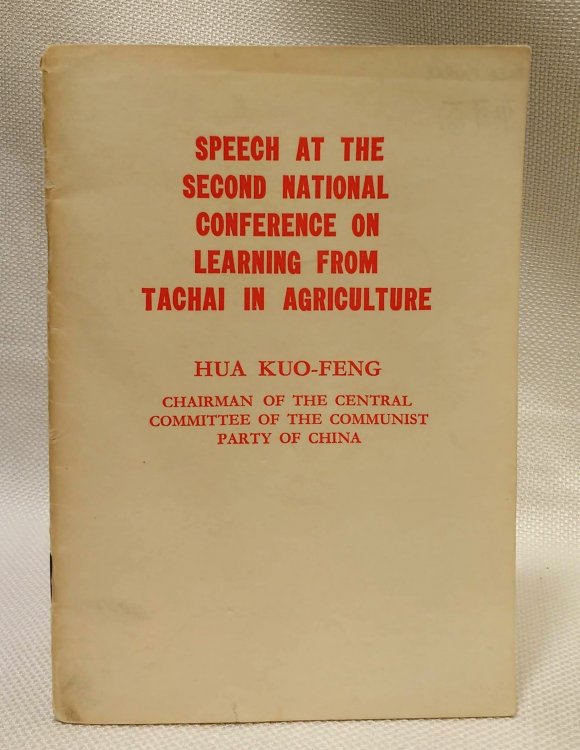 SPEECH AT THE
SECOND NATIONAL
CONFERENCE ON
LEARNING FROM
TACHAI IN AGRICULTURE
HUA KUO-FENG
CHAIRMAN OF THE CENTRAL
COMMITTEE OF THE COMMUNIST
PARTY OF CHINA